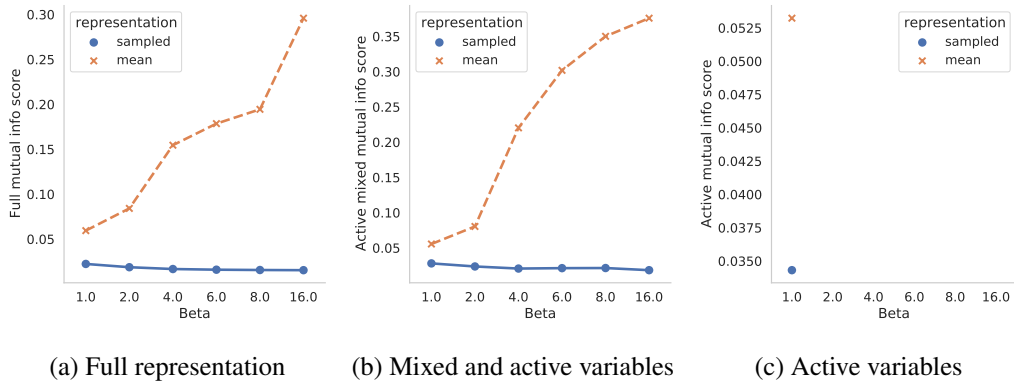 Full mutual info score
0.30
0.25
0.20
0.15
0.10
0.05
representation
sampled
mean
1.0 2.0 4.0 6.0 8.0 16.0
Beta
(a) Full representation
Active mixed mutual info score
0.35
0.30
0.25
0.20
0.15
0.10
0.05
representation
sampled
mean
1.0 2.0 4.0 6.0 8.0 16.0
Beta
(b) Mixed and active variables
Active mutual info score
0.0525
0.0500
0.0475
0.0450
0.0425
0.0400
0.0375
0.0350
representation
sampled
mean
1.0 2.0 4.0 6.0 8.0 16.0
Beta
(c) Active variables